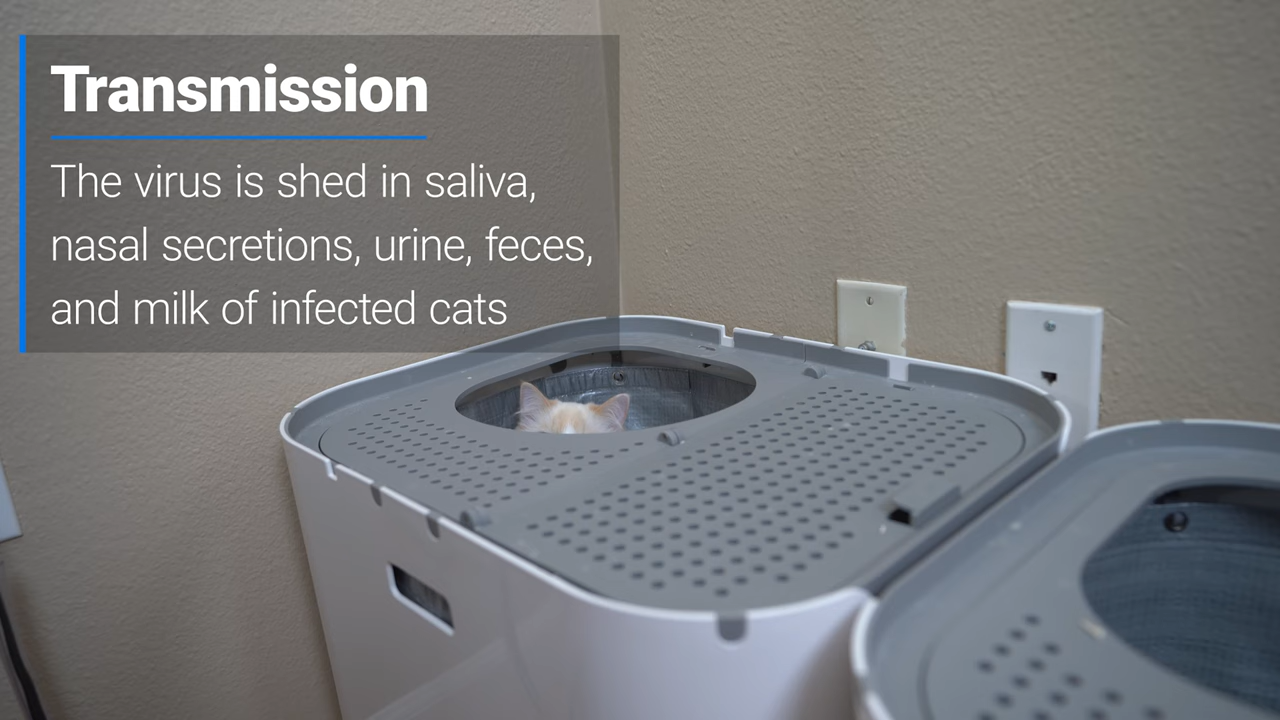 Transmission
The virus is shed in saliva,
nasal secretions, urine, feces,
and milk of infected cats